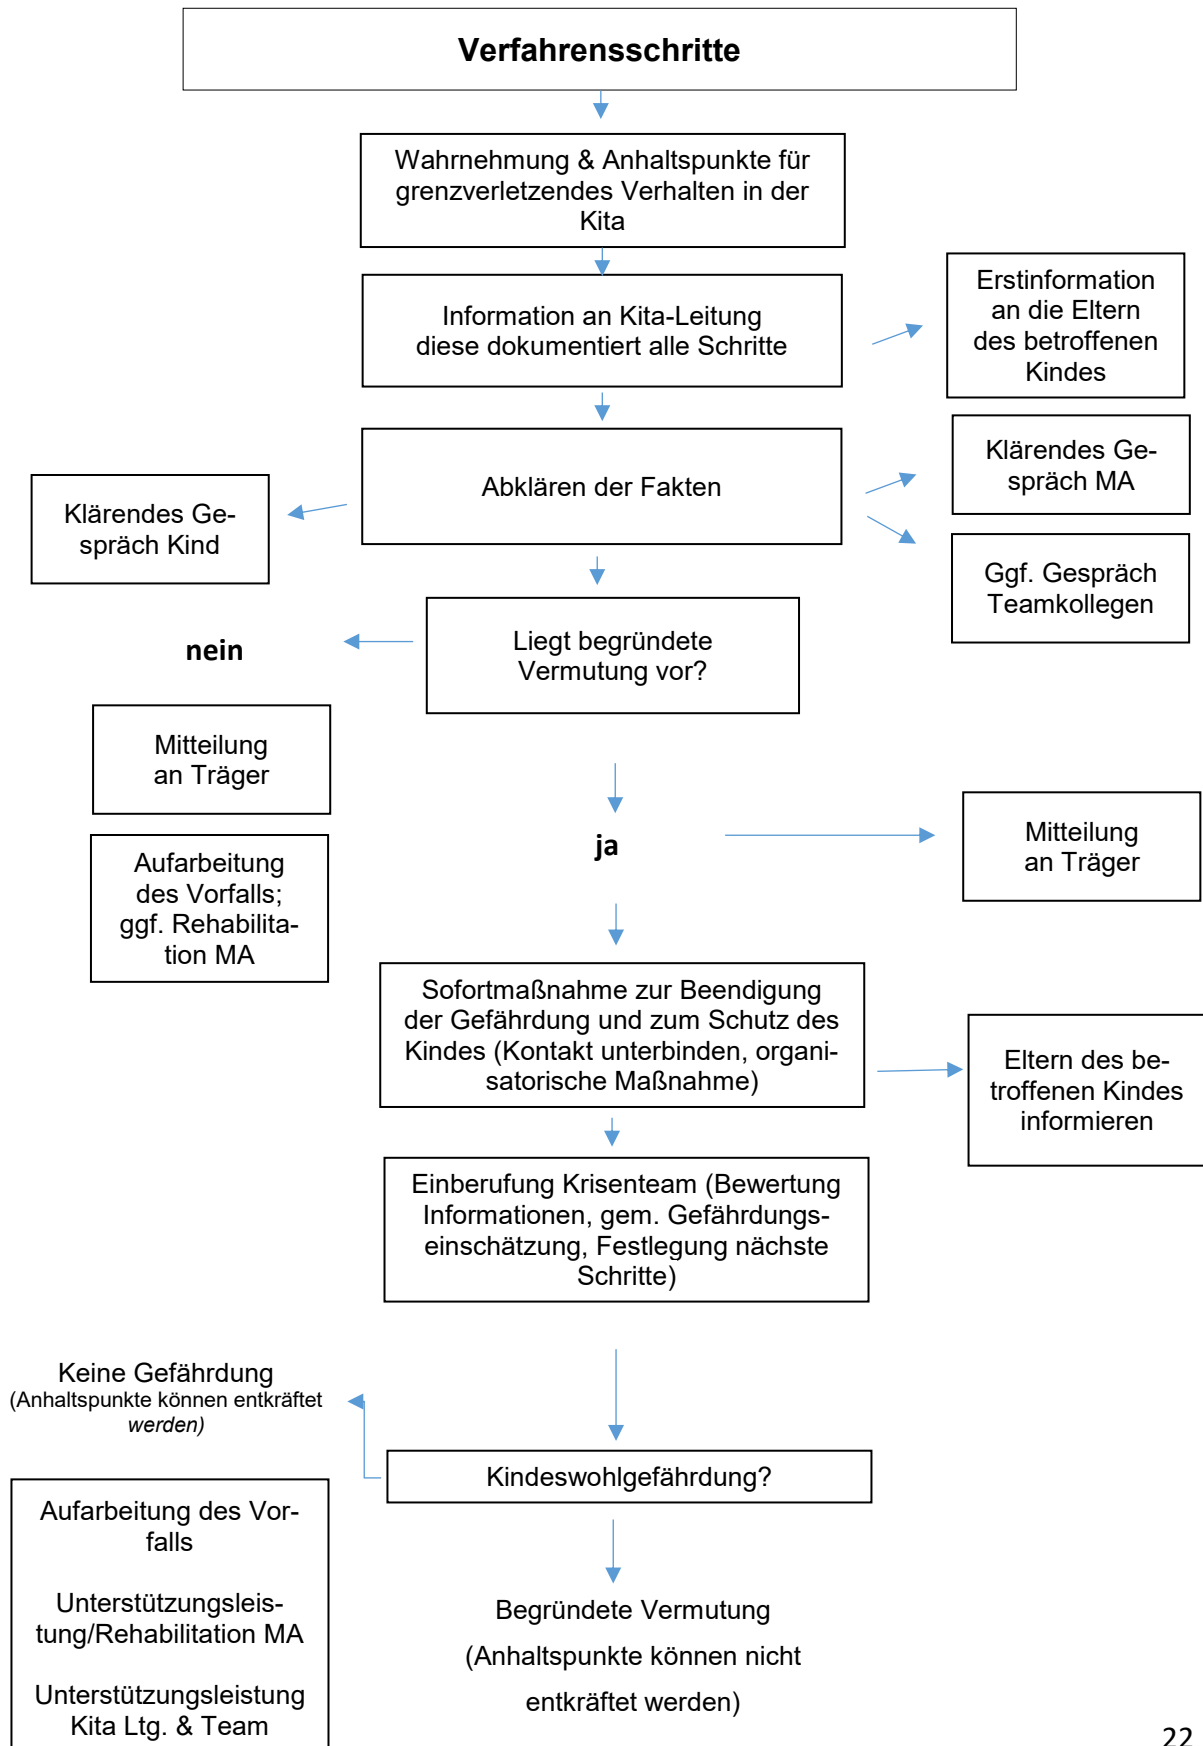 Verfahrensschritte
Wahrnehmung & Anhaltspunkte für
grenzverletzendes Verhalten in der
Kita
Information an Kita-Leitung
diese dokumentiert alle Schritte
Erstinformation
an die Eltern
des betroffenen
Kindes
Abklären der Fakten
Klärendes Ge-
spräch MA
Klärendes Ge-
spräch Kind
Ggf. Gespräch
Teamkollegen
Liegt begründete
Vermutung vor?
nein
Mitteilung
an Träger
Aufarbeitung
des Vorfalls;
ggf. Rehabilita-
tion MA
ja
Mitteilung
an Träger
Sofortmaßnahme zur Beendigung
der Gefährdung und zum Schutz des
Kindes (Kontakt unterbinden, organi-
satorische Maßnahme)
Eltern des be-
troffenen Kindes
informieren
Einberufung Krisenteam (Bewertung
Informationen, gem. Gefährdungs-
einschätzung, Festlegung nächste
Schritte)
Keine Gefährdung
(Anhaltspunkte können entkräftet
werden)
Kindeswohlgefährdung?
Aufarbeitung des Vor-
falls
Unterstützungsleis-
tung/Rehabilitation MA
Unterstützungsleistung
Kita Ltg. & Team
Begründete Vermutung
(Anhaltspunkte können nicht
entkräftet werden)
22